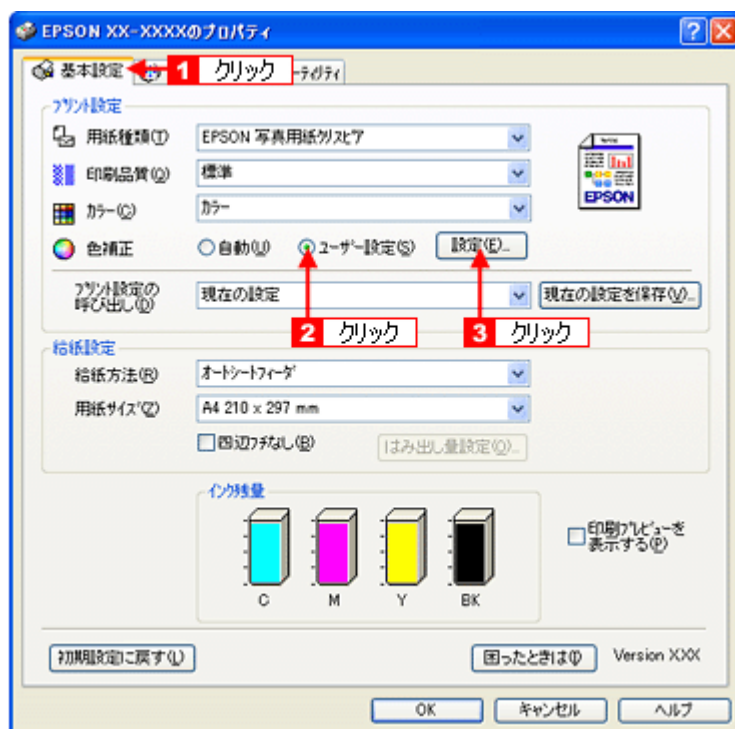 EPSON XX-XXXXのプロパティ
基本設定 1 クリック ーティリティ
プリント設定
用紙種類(T) EPSON 写真用紙クリスピア
印刷品質(Q) 標準
カラー(C) カラー
EPSON
色補正 自動(U) ユーザー設定(S) 設定(E)...
プリント設定の
呼び出し(D) 現在の設定 現在の設定を保存(V)...
2 クリック 3 クリック
給紙設定
給紙方法(R) オートシートフィーダ
用紙サイズ(Z) A4 210 x 297 mm
四辺フチなし(B) はみ出し量設定(O)...
インク残量
印刷プレビューを
表示する(P)
C M Y BK
初期設定に戻す(L) 困ったときは(I) Version X.XX
OK キャンセル ヘルプ